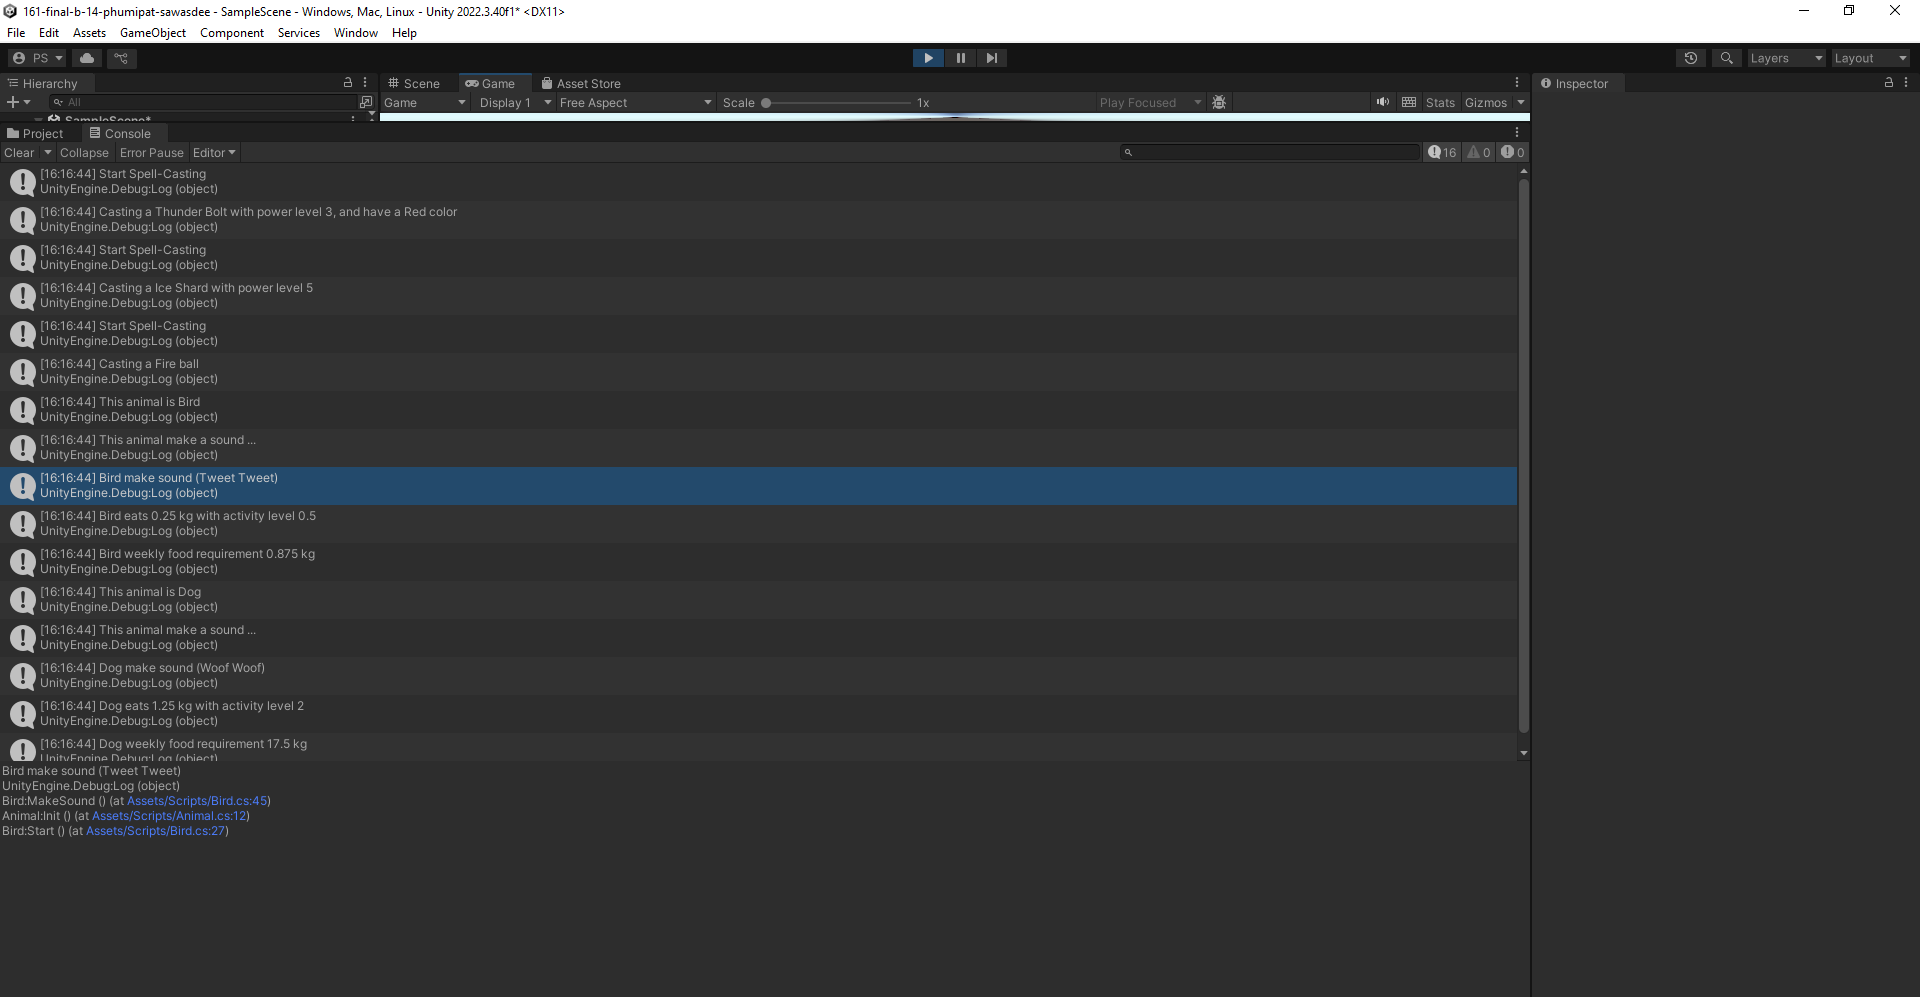 161-final-b-14-phumipat-sawasdee - SampleScene - Windows, Mac, Linux - Unity 2022.3.40f1* <DX11>
File Edit Assets GameObject Component Services Window Help
PS Layers Layout
Hierarchy Scene Game Asset Store Inspector
All Game Display 1 Free Aspect Scale 1x Play Focused Stats Gizmos
SampleScene*
Project Console
Clear Collapse Error Pause Editor 16 0 0
[16:16:44] Start Spell-Casting
UnityEngine.Debug:Log (object)
[16:16:44] Casting a Thunder Bolt with power level 3, and have a Red color
UnityEngine.Debug:Log (object)
[16:16:44] Start Spell-Casting
UnityEngine.Debug:Log (object)
[16:16:44] Casting a Ice Shard with power level 5
UnityEngine.Debug:Log (object)
[16:16:44] Start Spell-Casting
UnityEngine.Debug:Log (object)
[16:16:44] Casting a Fire ball
UnityEngine.Debug:Log (object)
[16:16:44] This animal is Bird
UnityEngine.Debug:Log (object)
[16:16:44] This animal make a sound ...
UnityEngine.Debug:Log (object)
[16:16:44] Bird make sound (Tweet Tweet)
UnityEngine.Debug:Log (object)
[16:16:44] Bird eats 0.25 kg with activity level 0.5
UnityEngine.Debug:Log (object)
[16:16:44] Bird weekly food requirement 0.875 kg
UnityEngine.Debug:Log (object)
[16:16:44] This animal is Dog
UnityEngine.Debug:Log (object)
[16:16:44] This animal make a sound ...
UnityEngine.Debug:Log (object)
[16:16:44] Dog make sound (Woof Woof)
UnityEngine.Debug:Log (object)
[16:16:44] Dog eats 1.25 kg with activity level 2
UnityEngine.Debug:Log (object)
[16:16:44] Dog weekly food requirement 17.5 kg
UnityEngine.Debug:Log (object)
Bird make sound (Tweet Tweet)
UnityEngine.Debug:Log (object)
Bird:MakeSound () (at Assets/Scripts/Bird.cs:45)
Animal:Init () (at Assets/Scripts/Animal.cs:12)
Bird:Start () (at Assets/Scripts/Bird.cs:27)